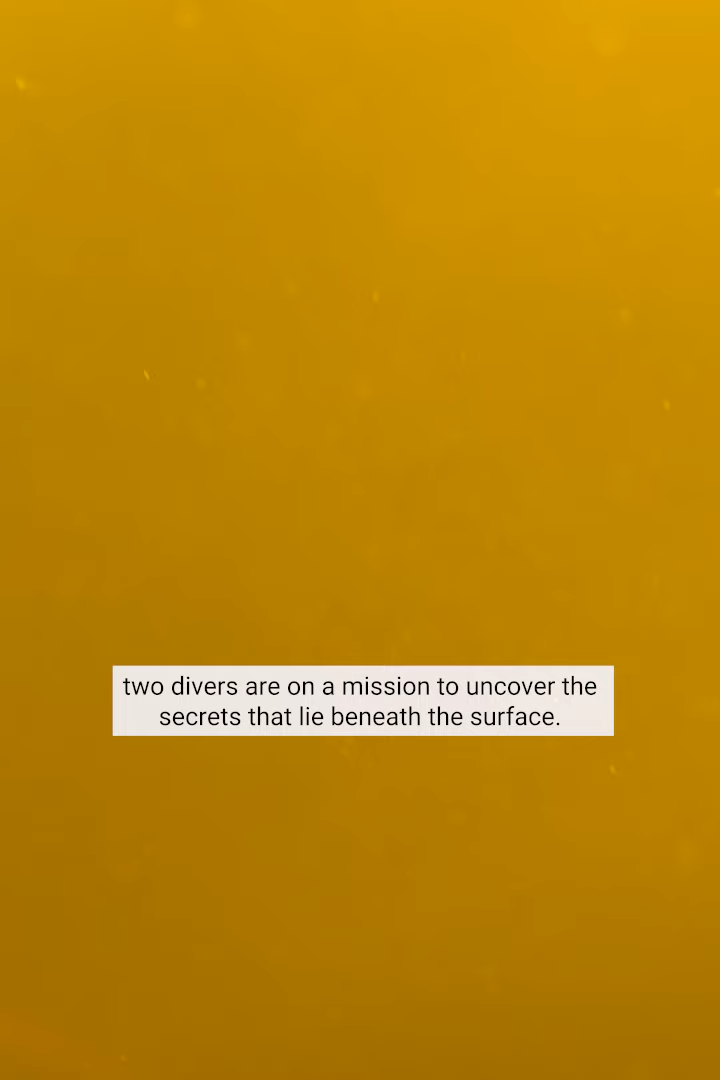 two divers are on a mission to uncover the
secrets that lie beneath the surface.